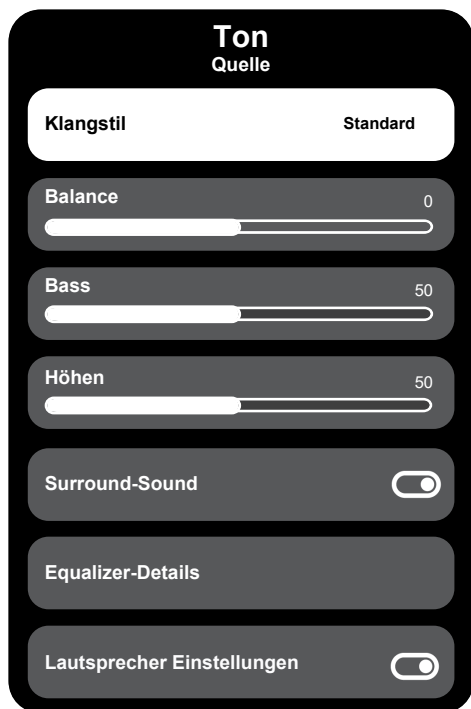 Ton
Quelle
Klangstil Standard
Balance 0
Bass 50
Höhen 50
Surround-Sound
Equalizer-Details
Lautsprecher Einstellungen